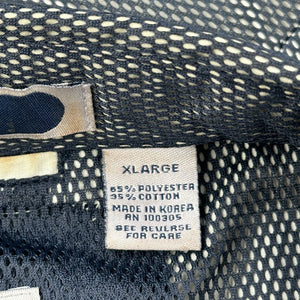 XLARGE
65% POLYESTER
35% COTTON
MADE IN KOREA
RN 100305
SEE REVERSE
FOR CARE